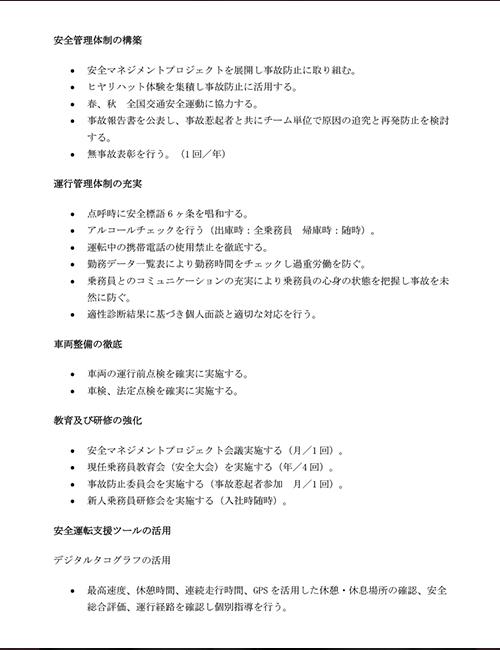 安全管理体制の構築
• 安全マネジメントプロジェクトを展開し事故防止に取り組む。
• ヒヤリハット体験を集積し事故防止に活用する。
• 春、秋　全国交通安全運動に協力する。
• 事故報告書を公表し、事故惹起者と共にチーム単位で原因の追究と再発防止を検討
する。
• 無事故表彰を行う。（1回／年）
運行管理体制の充実
• 点呼時に安全標語６ヶ条を唱和する。
• アルコールチェックを行う（出庫時：全乗務員　帰庫時：随時）。
• 運転中の携帯電話の使用禁止を徹底する。
• 勤務データ一覧表により勤務時間をチェックし過重労働を防ぐ。
• 乗務員とのコミュニケーションの充実により乗務員の心身の状態を把握し事故を未
然に防ぐ。
• 適性診断結果に基づき個人面談と適切な対応を行う。
車両整備の徹底
• 車両の運行前点検を確実に実施する。
• 車検、法定点検を確実に実施する。
教育及び研修の強化
• 安全マネジメントプロジェクト会議実施する（月／1回）。
• 現任乗務員教育会（安全大会）を実施する（年／4回）。
• 事故防止委員会を実施する（事故惹起者参加　月／1回）。
• 新人乗務員研修会を実施する（入社時随時）。
安全運転支援ツールの活用
デジタルタコグラフの活用
• 最高速度、休憩時間、連続走行時間、GPSを活用した休憩・休息場所の確認、安全
総合評価、運行経路を確認し個別指導を行う。